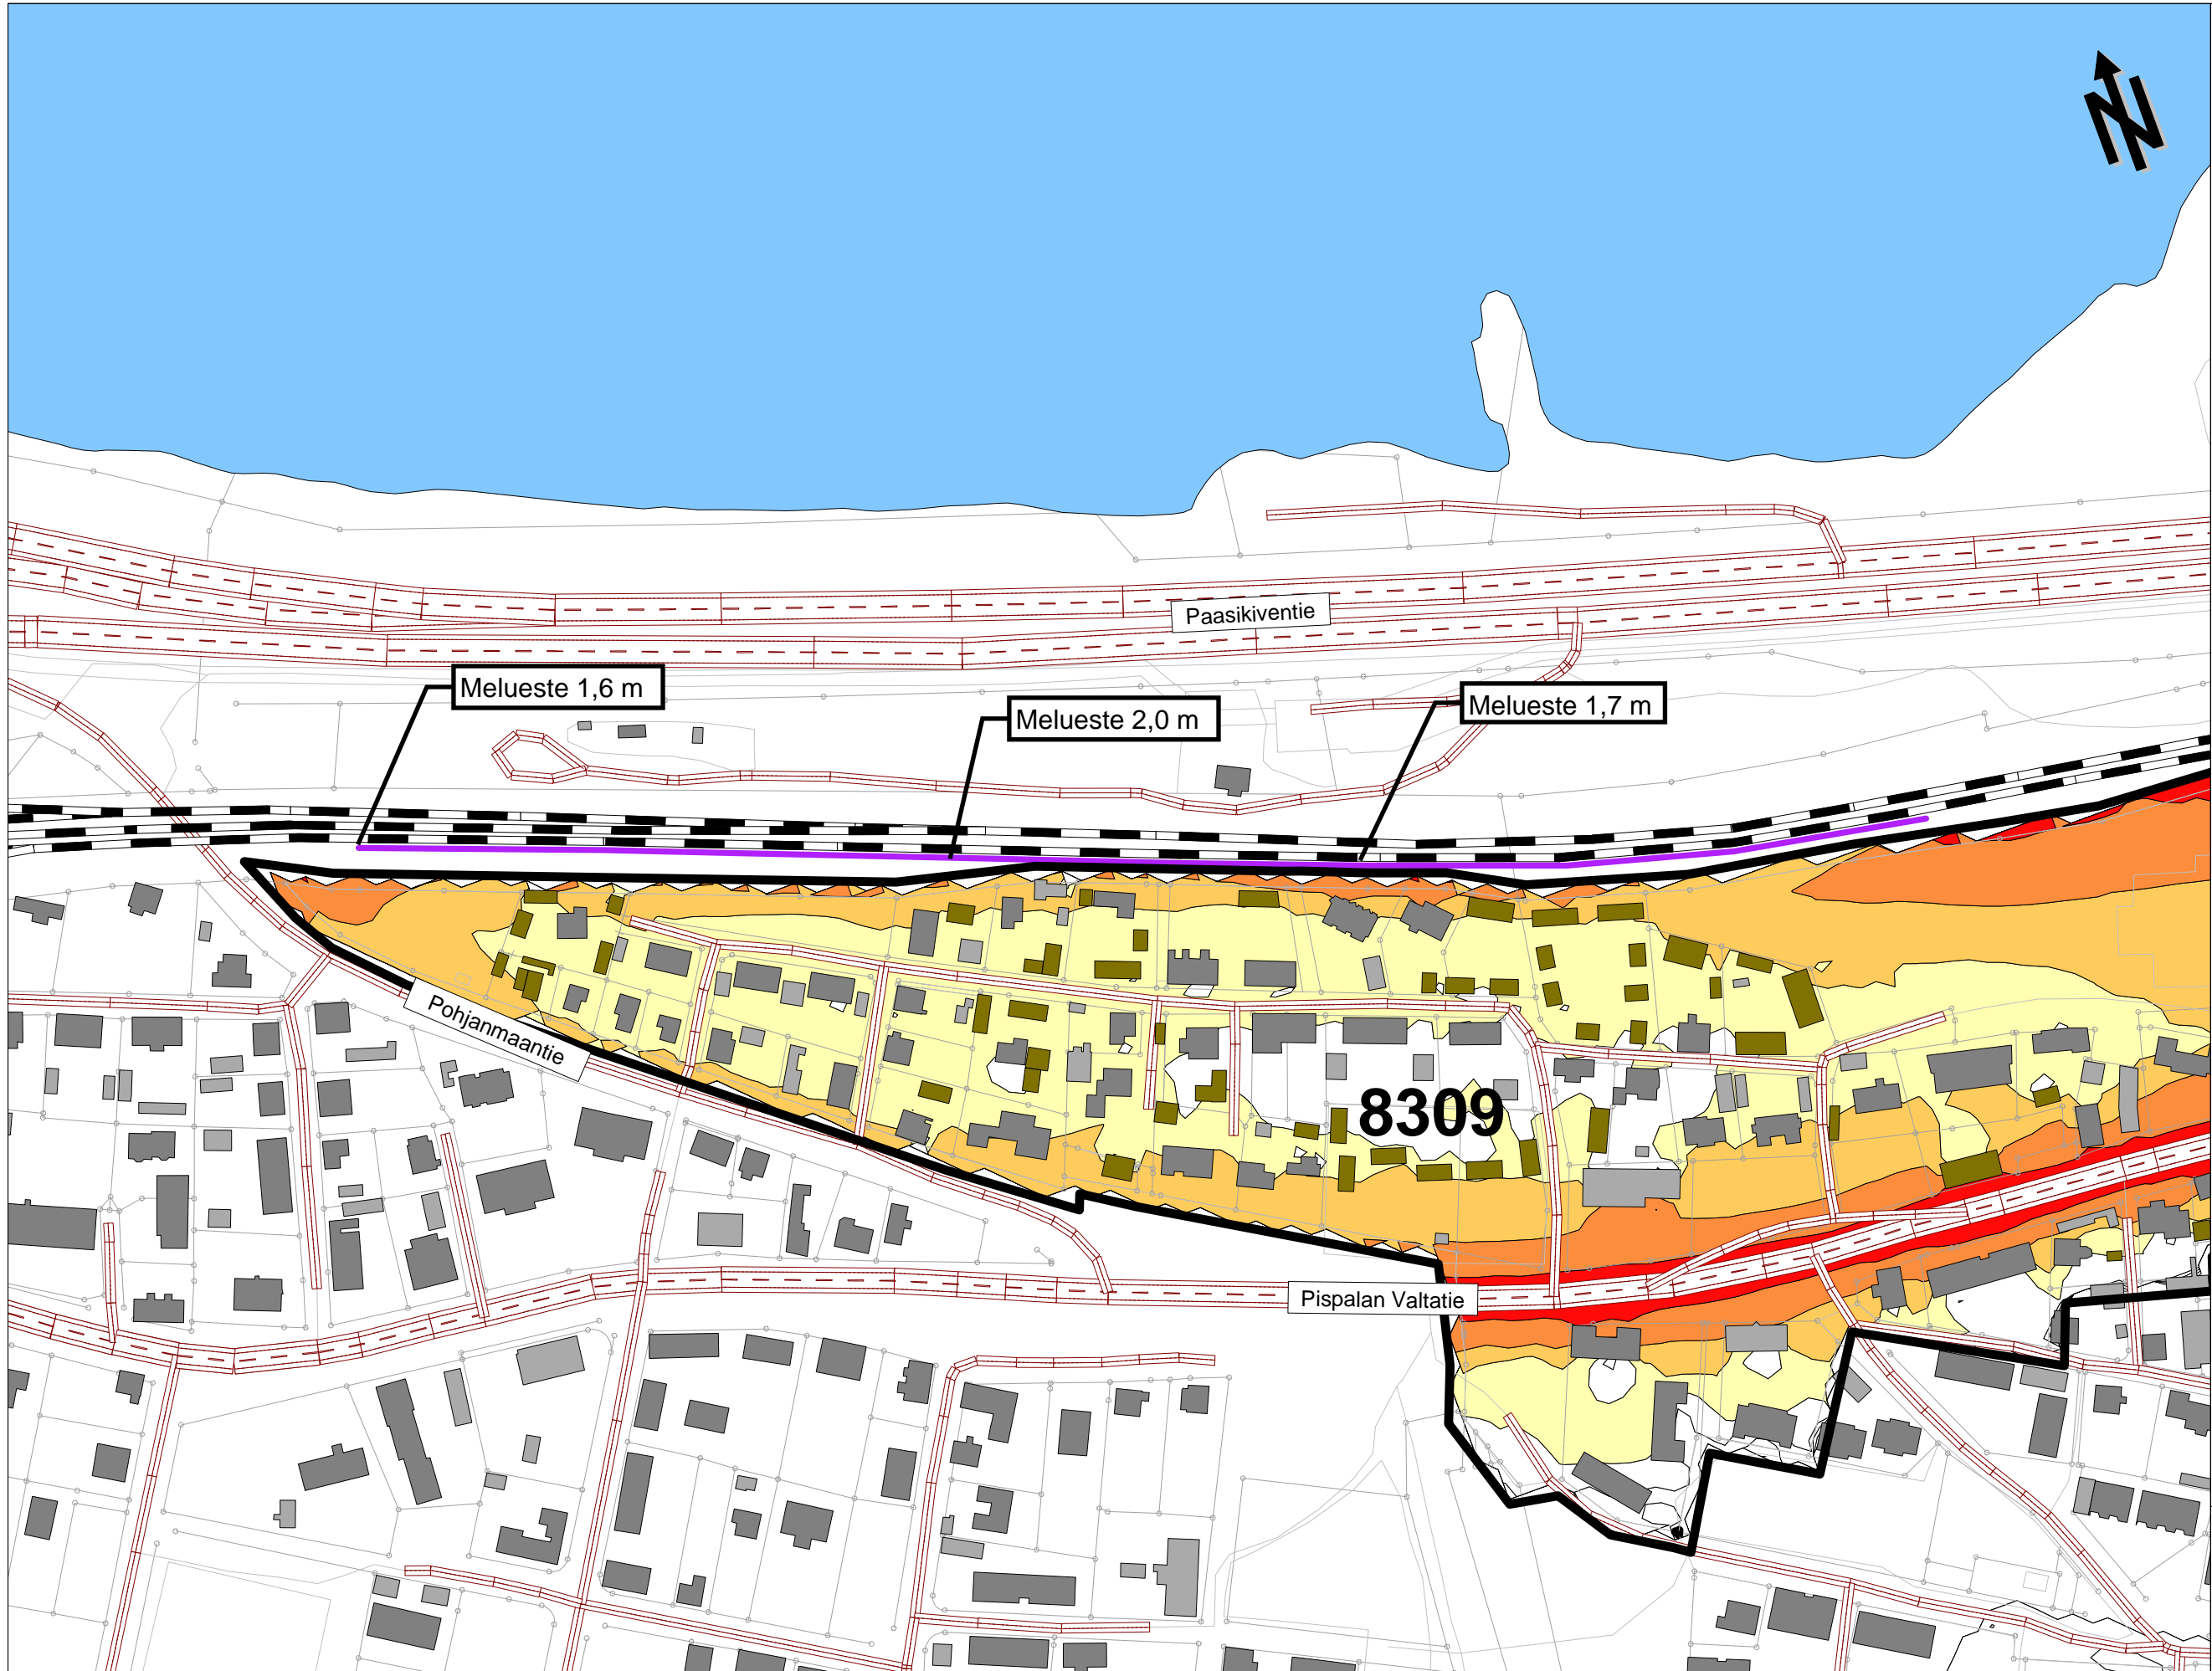 N
Paasikiventie
Melueste 1,6 m
Melueste 2,0 m
Melueste 1,7 m
Pohjanmaantie
8309
Pispalan Valtatie